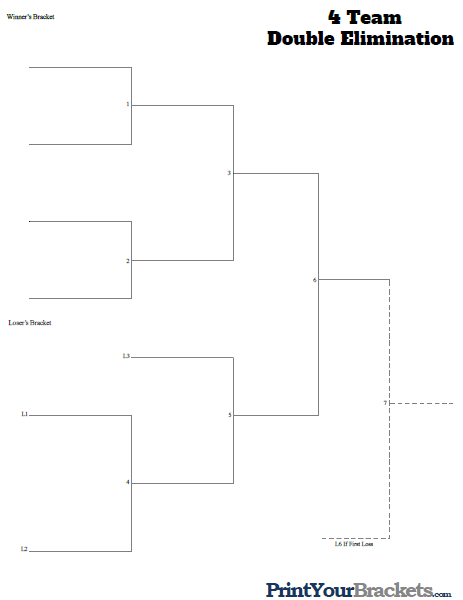 Winner's Bracket
4 Team
Double Elimination
1
3
2
6
Loser's Bracket
L3
L1
5
7
4
L6 If First Loss
L2
PrintYourBrackets.com